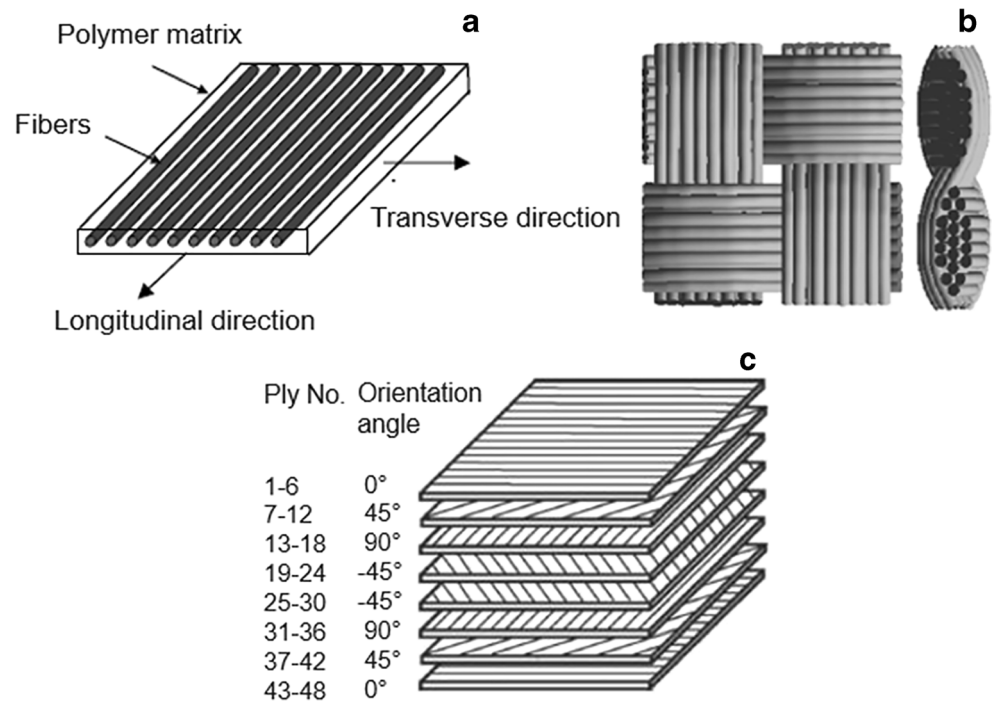 a
Polymer matrix
Fibers
Transverse direction
Longitudinal direction
b
c
Ply No. Orientation
angle
1-6 0°
7-12 45°
13-18 90°
19-24 -45°
25-30 -45°
31-36 90°
37-42 45°
43-48 0°